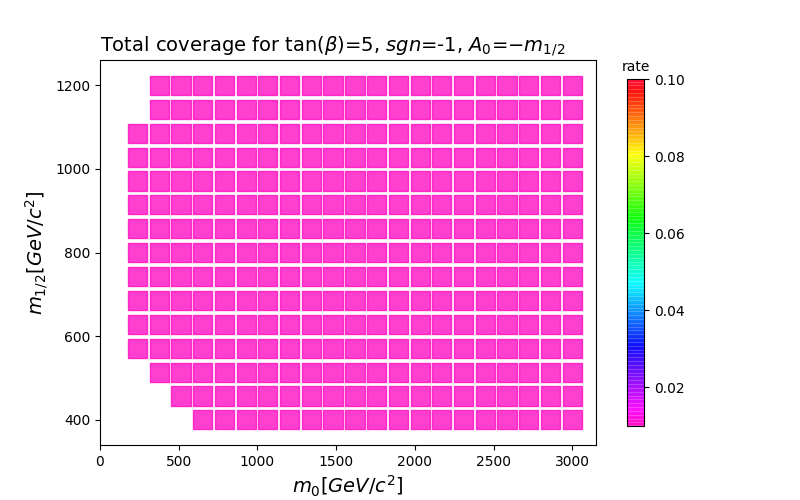 Total coverage for tan(β)=5, sgn=-1, A₀=−m₁/₂
rate
0.10
0.08
0.06
0.04
0.02
m₁/₂[GeV/c²]
1200
1000
800
600
400
0 500 1000 1500 2000 2500 3000
m₀[GeV/c²]